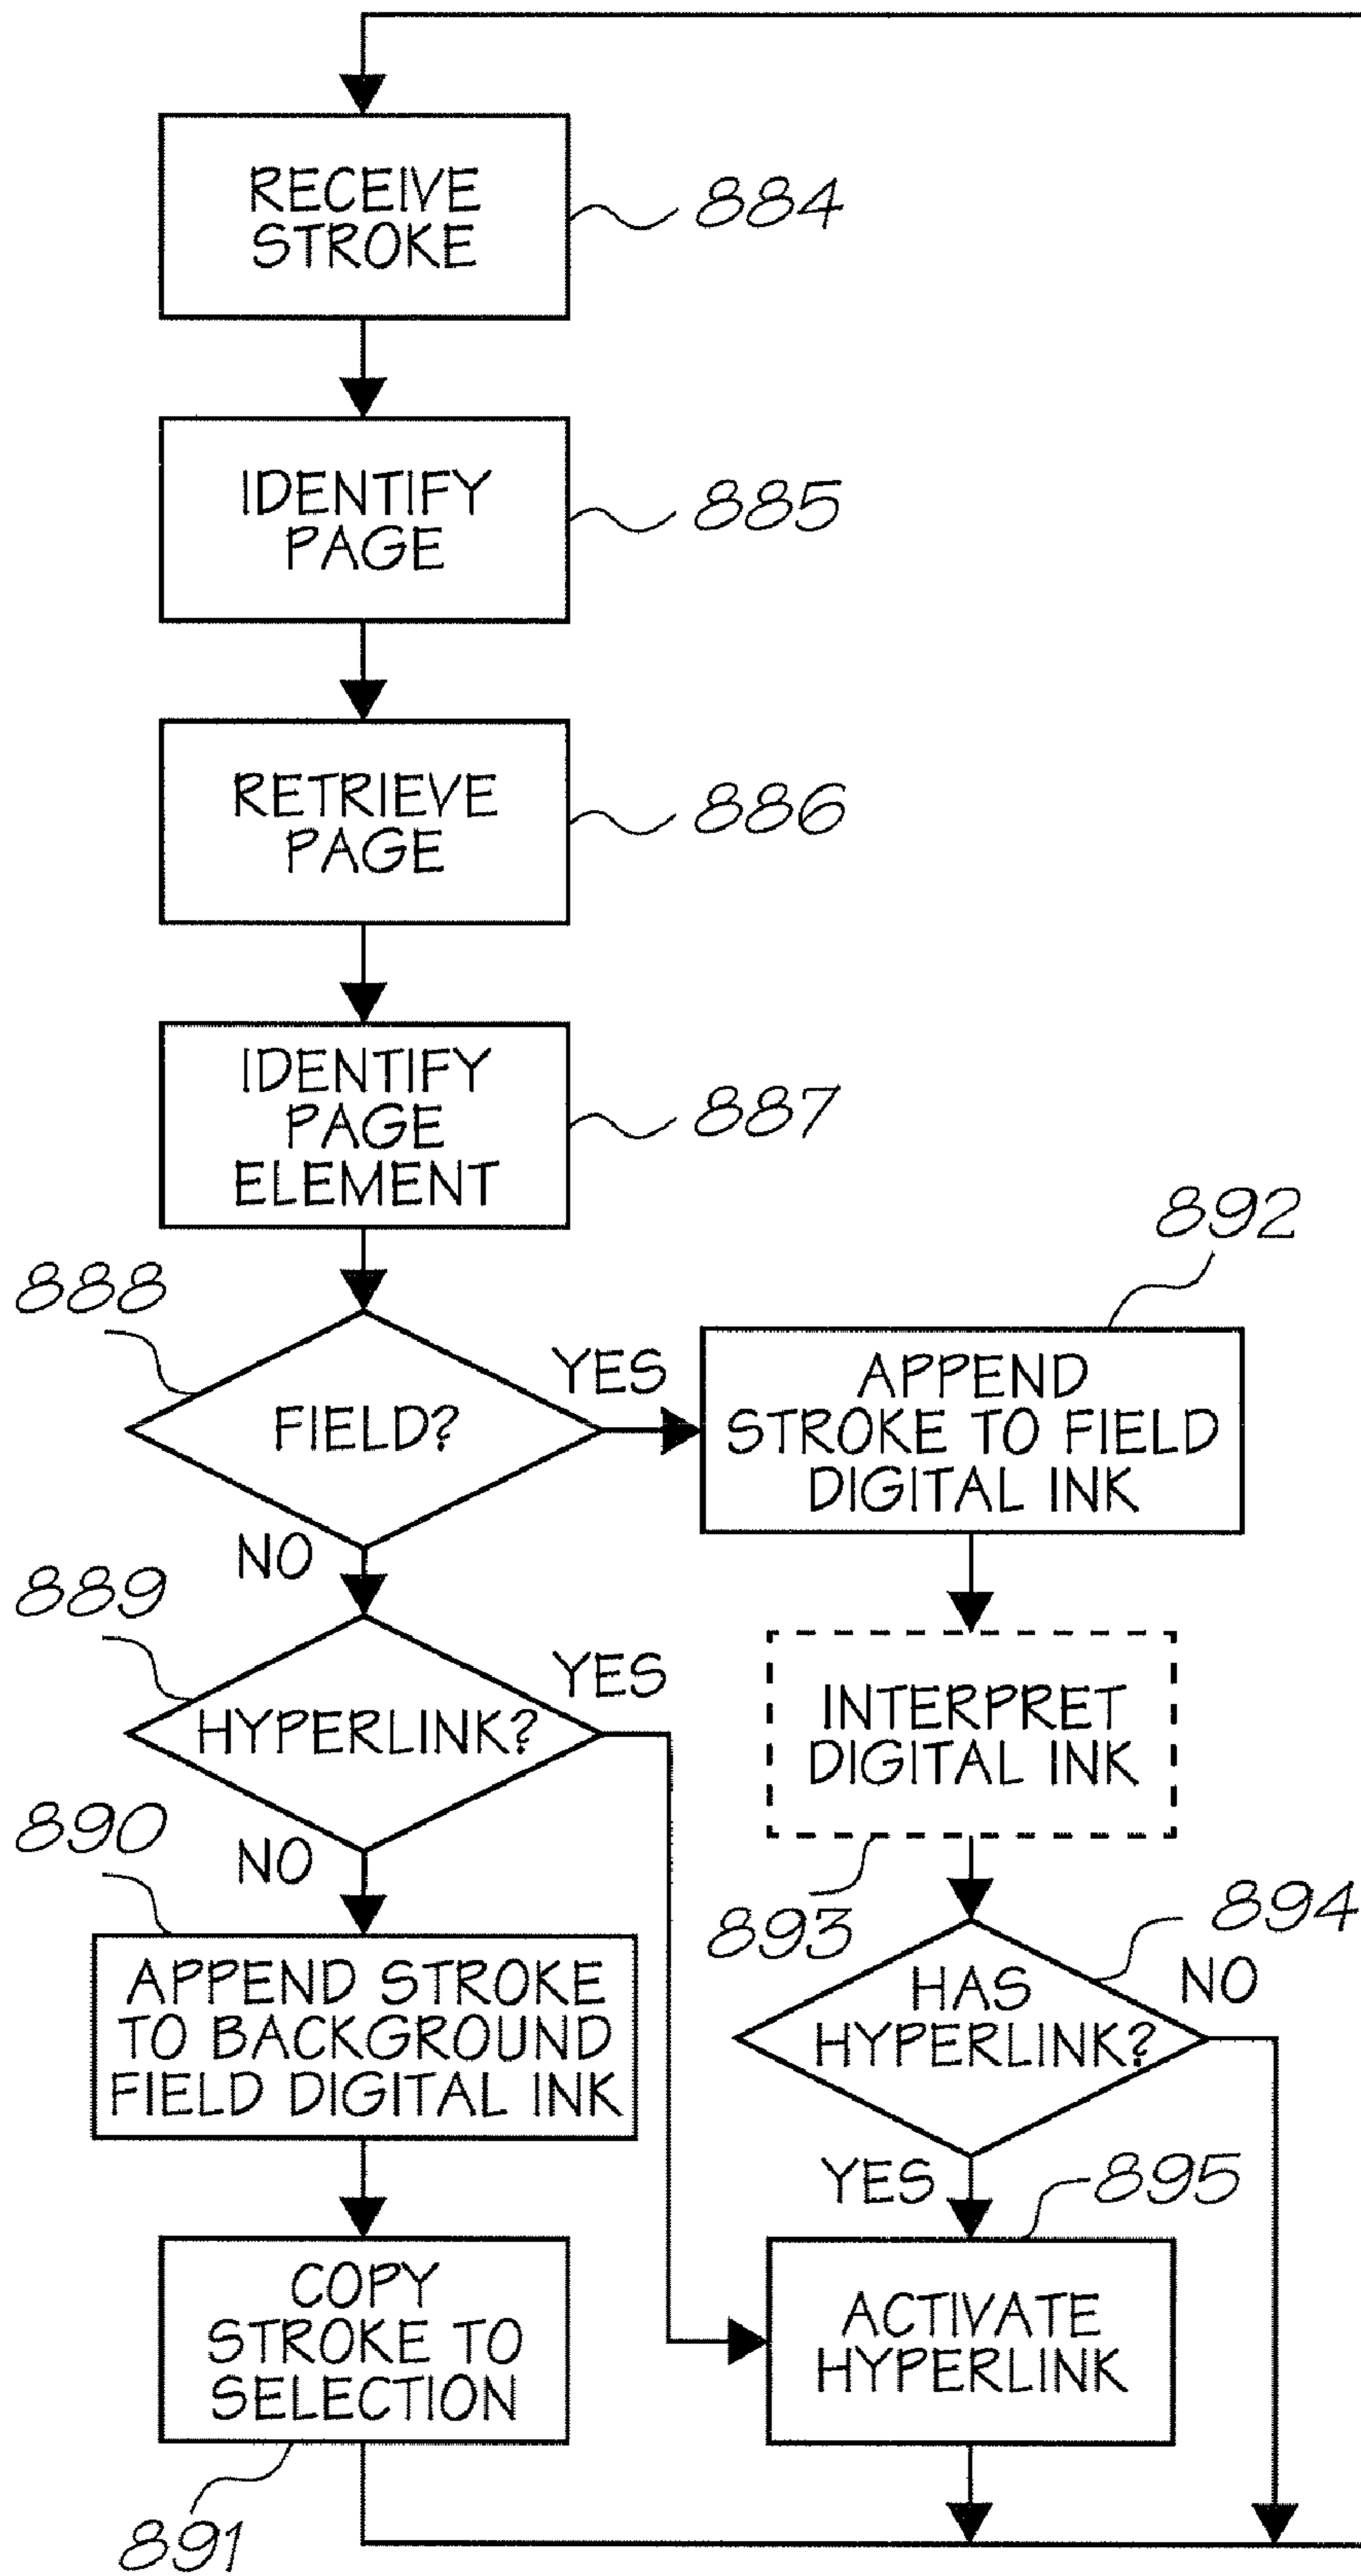 RECEIVE
STROKE
884
IDENTIFY
PAGE
885
RETRIEVE
PAGE
886
IDENTIFY
PAGE
ELEMENT
887
888
FIELD?
YES
NO
892
APPEND
STROKE TO FIELD
DIGITAL INK
889
HYPERLINK?
YES
NO
INTERPRET
DIGITAL INK
893
890
APPEND STROKE
TO BACKGROUND
FIELD DIGITAL INK
894
HAS
HYPERLINK?
NO
YES
895
COPY
STROKE TO
SELECTION
891
ACTIVATE
HYPERLINK